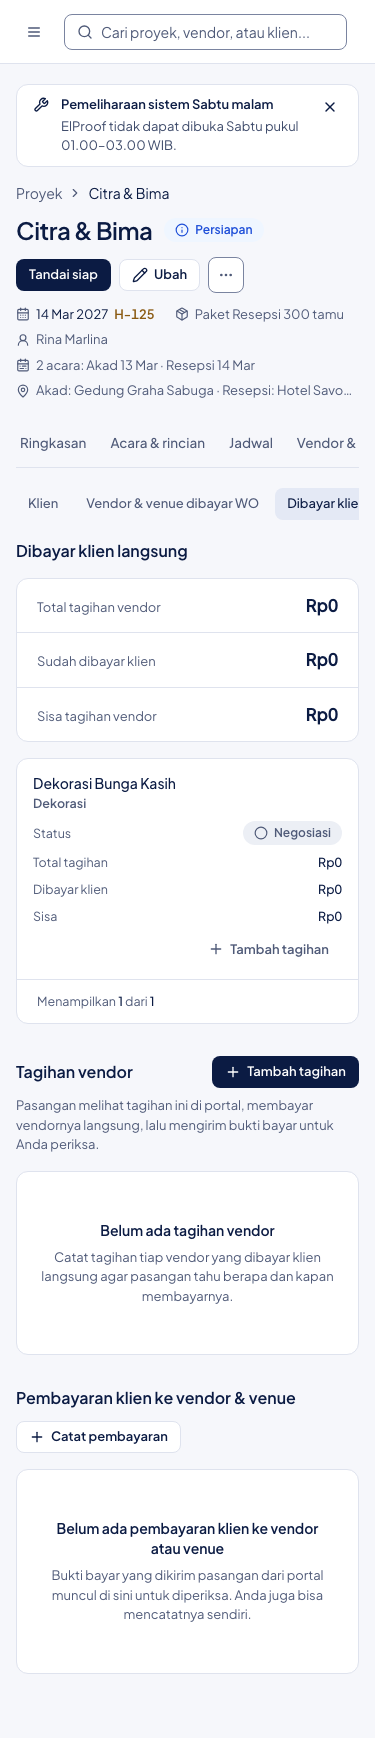 Cari proyek, vendor, atau klien...
Pemeliharaan sistem Sabtu malam
ElProof tidak dapat dibuka Sabtu pukul
01.00–03.00 WIB.
Proyek > Citra & Bima
Citra & Bima
Persiapan
Tandai siap
Ubah
14 Mar 2027 H-125
Paket Resepsi 300 tamu
Rina Marlina
2 acara: Akad 13 Mar · Resepsi 14 Mar
Akad: Gedung Graha Sabuga · Resepsi: Hotel Savo...
Ringkasan Acara & rincian Jadwal Vendor &
Klien Vendor & venue dibayar WO Dibayar klie
Dibayar klien langsung
Total tagihan vendor Rp0
Sudah dibayar klien Rp0
Sisa tagihan vendor Rp0
Dekorasi Bunga Kasih
Dekorasi
Status Negosiasi
Total tagihan Rp0
Dibayar klien Rp0
Sisa Rp0
+ Tambah tagihan
Menampilkan 1 dari 1
Tagihan vendor
+ Tambah tagihan
Pasangan melihat tagihan ini di portal, membayar
vendornya langsung, lalu mengirim bukti bayar untuk
Anda periksa.
Belum ada tagihan vendor
Catat tagihan tiap vendor yang dibayar klien
langsung agar pasangan tahu berapa dan kapan
membayarnya.
Pembayaran klien ke vendor & venue
+ Catat pembayaran
Belum ada pembayaran klien ke vendor
atau venue
Bukti bayar yang dikirim pasangan dari portal
muncul di sini untuk diperiksa. Anda juga bisa
mencatatnya sendiri.